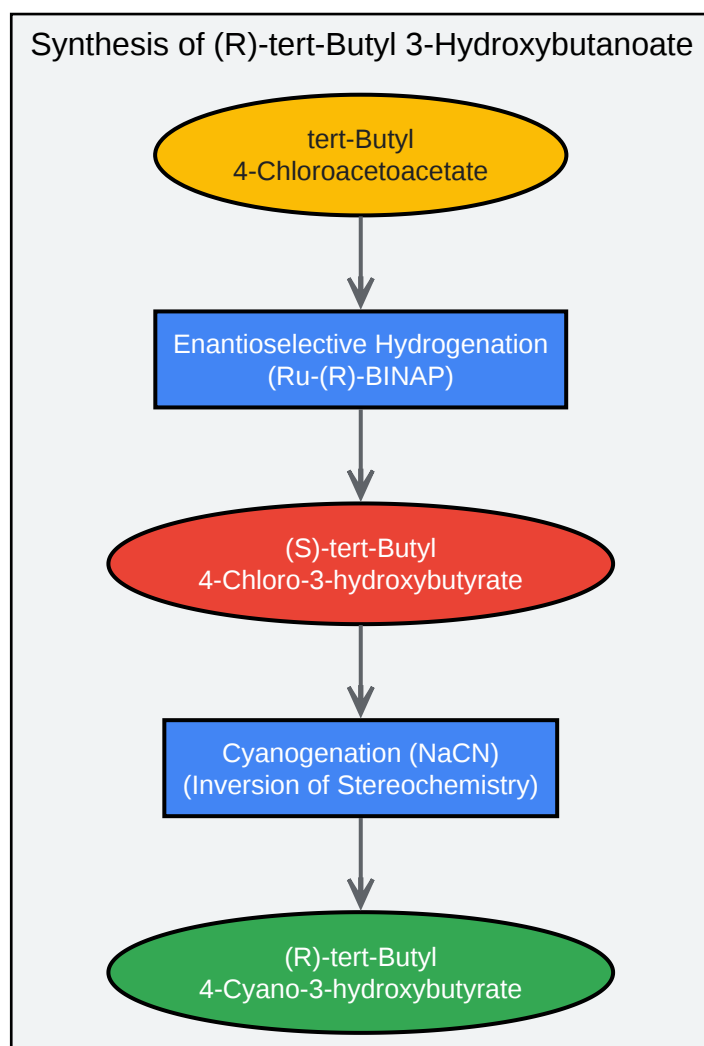 Synthesis of (R)-tert-Butyl 3-Hydroxybutanoate
tert-Butyl
4-Chloroacetoacetate
Enantioselective Hydrogenation
(Ru-(R)-BINAP)
(S)-tert-Butyl
4-Chloro-3-hydroxybutyrate
Cyanogenation (NaCN)
(Inversion of Stereochemistry)
(R)-tert-Butyl
4-Cyano-3-hydroxybutyrate